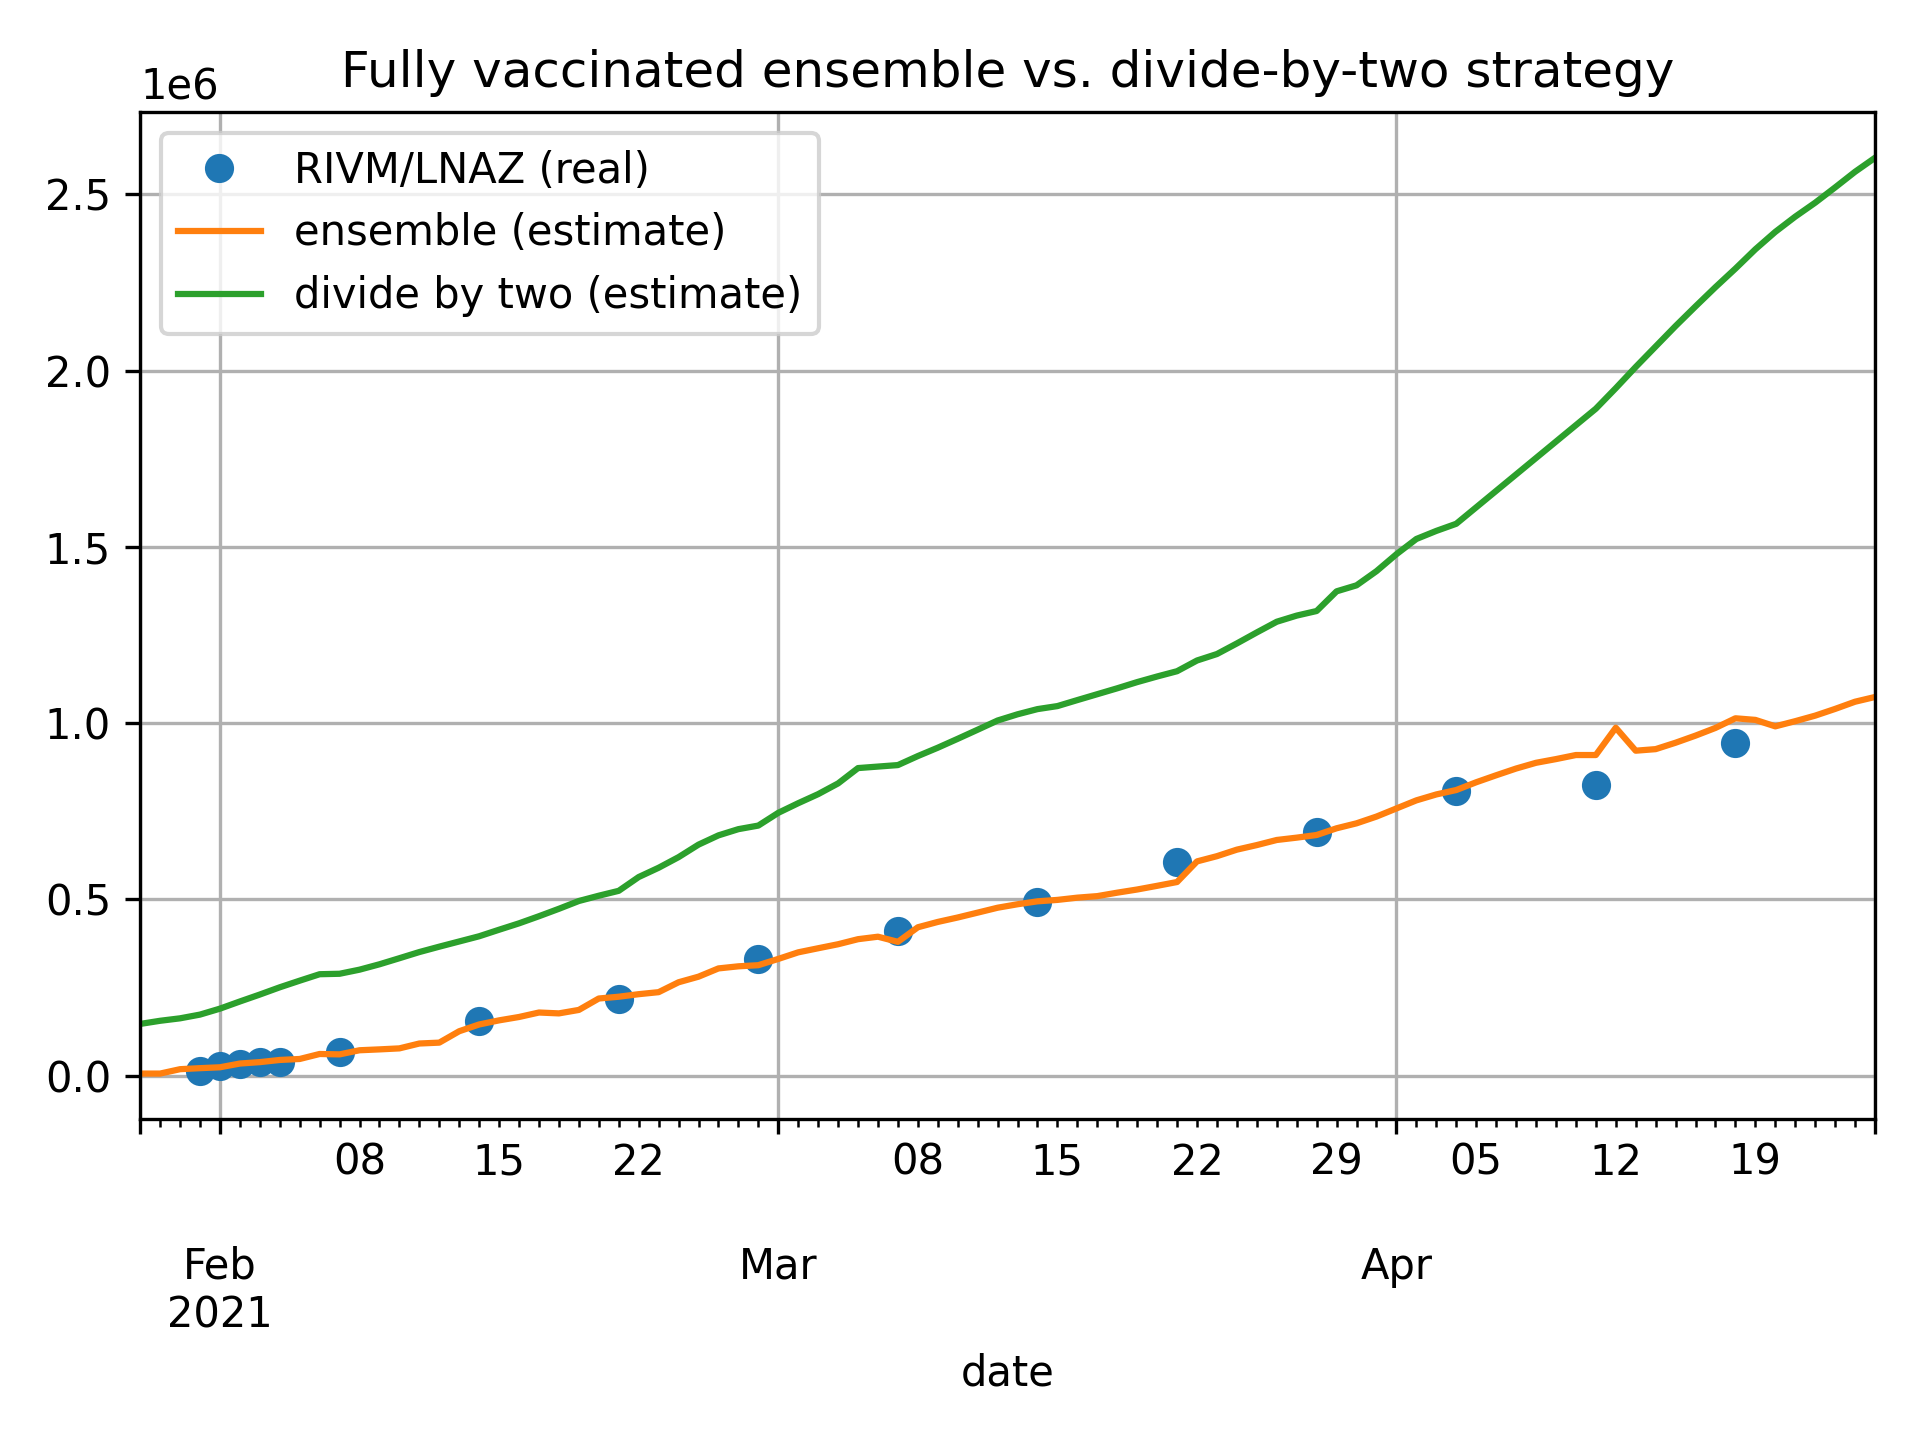 Fully vaccinated ensemble vs. divide-by-two strategy
1e6
RIVM/LNAZ (real)
ensemble (estimate)
divide by two (estimate)
2.5
2.0
1.5
1.0
0.5
0.0
08 15 22 08 15 22 29 05 12 19
Feb Mar Apr
2021
date